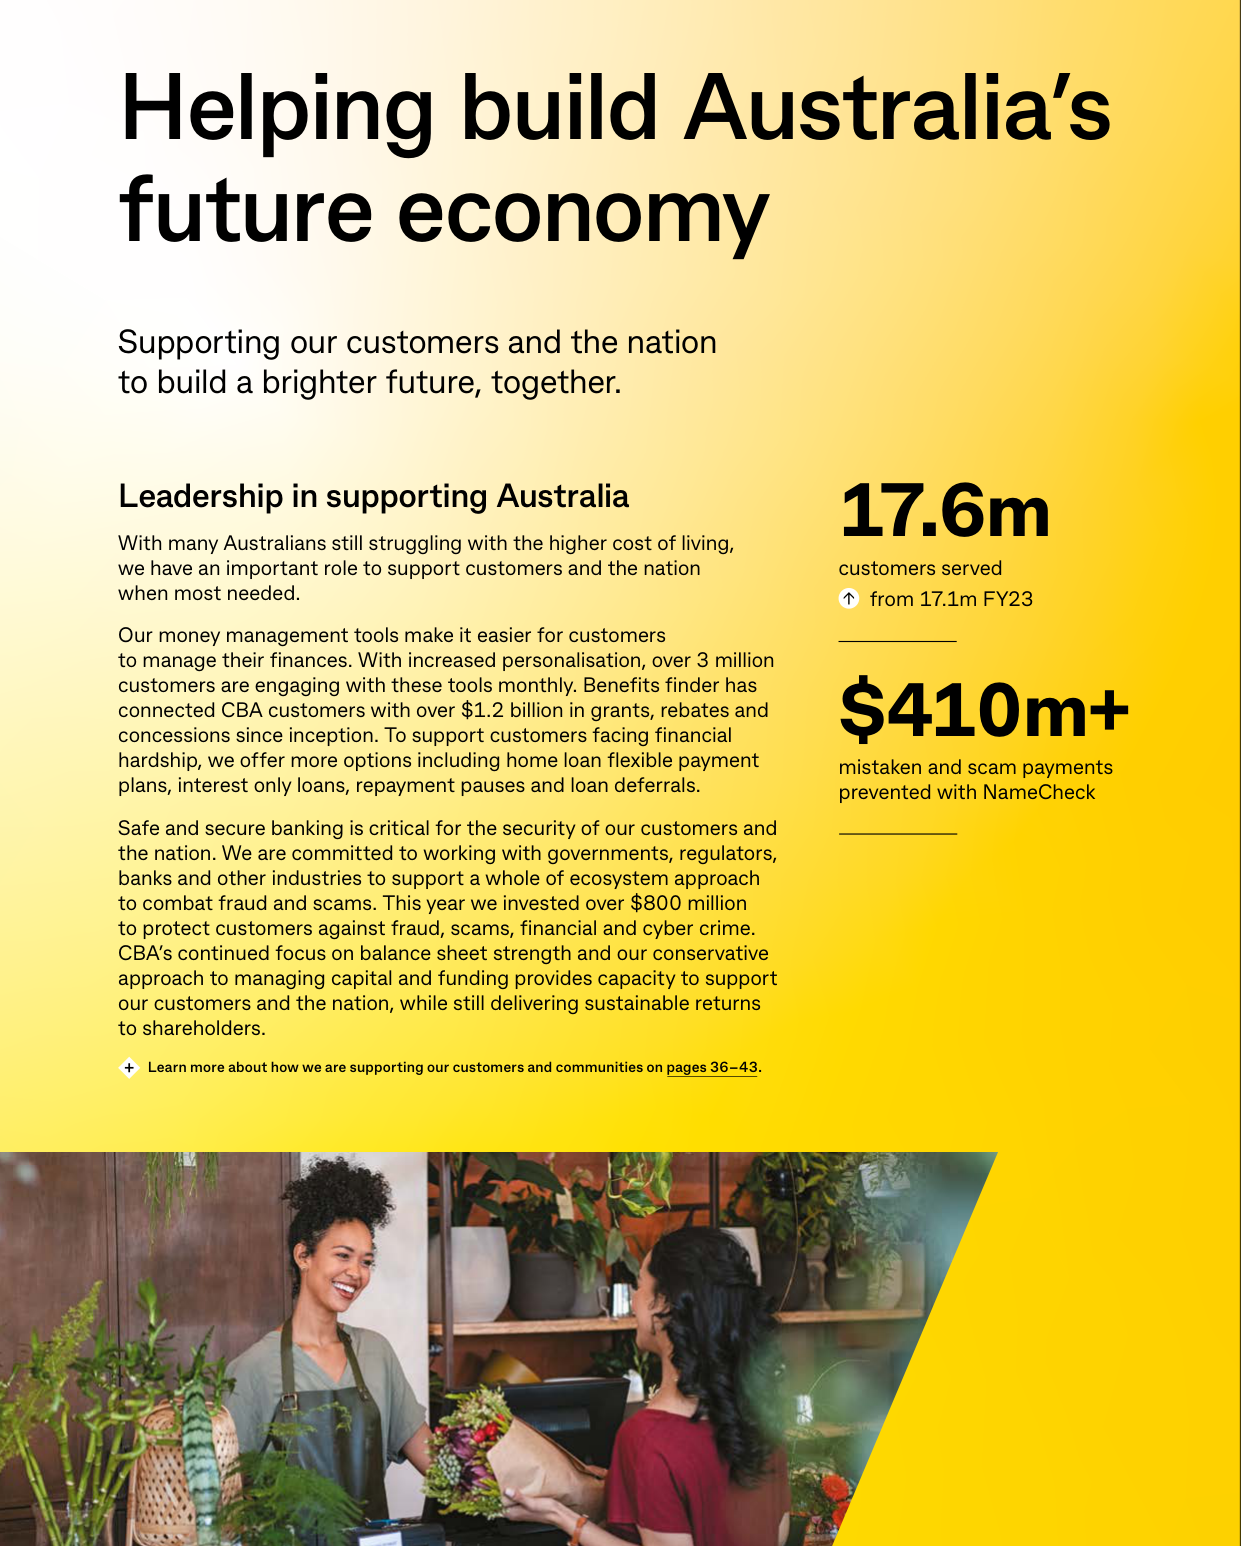 Helping build Australia’s
future economy
Supporting our customers and the nation
to build a brighter future, together.
Leadership in supporting Australia
With many Australians still struggling with the higher cost of living,
we have an important role to support customers and the nation
when most needed.
Our money management tools make it easier for customers
to manage their finances. With increased personalisation, over 3 million
customers are engaging with these tools monthly. Benefits finder has
connected CBA customers with over $1.2 billion in grants, rebates and
concessions since inception. To support customers facing financial
hardship, we offer more options including home loan flexible payment
plans, interest only loans, repayment pauses and loan deferrals.
Safe and secure banking is critical for the security of our customers and
the nation. We are committed to working with governments, regulators,
banks and other industries to support a whole of ecosystem approach
to combat fraud and scams. This year we invested over $800 million
to protect customers against fraud, scams, financial and cyber crime.
CBA’s continued focus on balance sheet strength and our conservative
approach to managing capital and funding provides capacity to support
our customers and the nation, while still delivering sustainable returns
to shareholders.
Learn more about how we are supporting our customers and communities on pages 36–43.
17.6m
customers served
from 17.1m FY23
$410m+
mistaken and scam payments
prevented with NameCheck